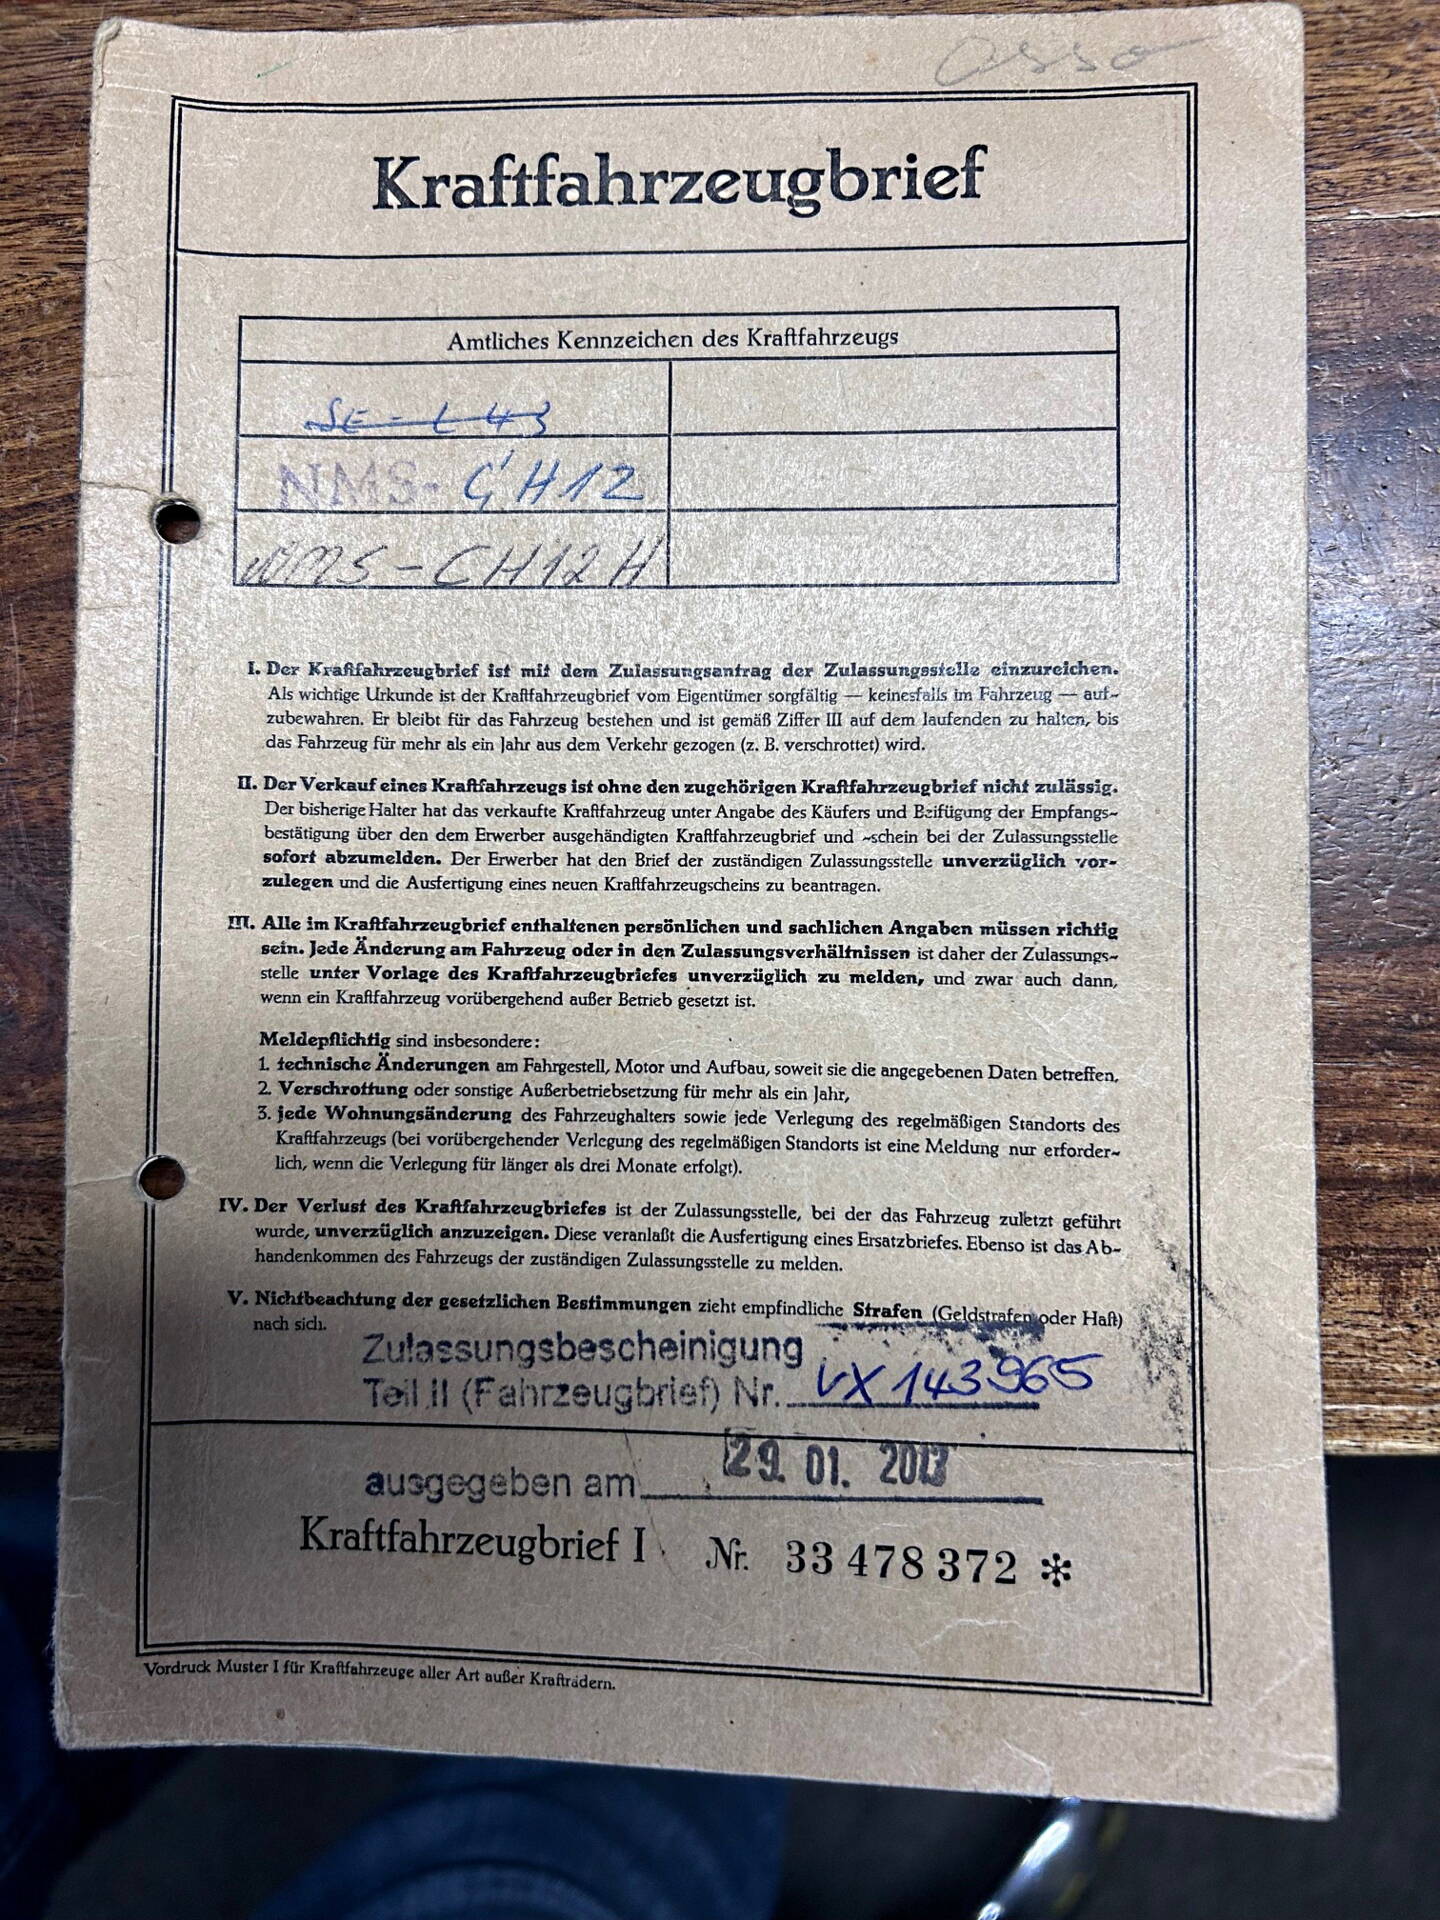 Kraftfahrzeugbrief
Amtliches Kennzeichen des Kraftfahrzeugs
SE - L 43
NMS- CH12
NMS - CH12 H
I. Der Kraftfahrzeugbrief ist mit dem Zulassungsantrag der Zulassungsstelle einzureichen.
Als wichtige Urkunde ist der Kraftfahrzeugbrief vom Eigentümer sorgfältig — keinesfalls im Fahrzeug — auf-
zubewahren. Er bleibt für das Fahrzeug bestehen und ist gemäß Ziffer III auf dem laufenden zu halten, bis
das Fahrzeug für mehr als ein Jahr aus dem Verkehr gezogen (z. B. verschrottet) wird.
II. Der Verkauf eines Kraftfahrzeugs ist ohne den zugehörigen Kraftfahrzeugbrief nicht zulässig.
Der bisherige Halter hat das verkaufte Kraftfahrzeug unter Angabe des Käufers und Beifügung der Empfangs-
bestätigung über den dem Erwerber ausgehändigten Kraftfahrzeugbrief und -schein bei der Zulassungsstelle
sofort abzumelden. Der Erwerber hat den Brief der zuständigen Zulassungsstelle unverzüglich vor-
zulegen und die Ausfertigung eines neuen Kraftfahrzeugscheins zu beantragen.
III. Alle im Kraftfahrzeugbrief enthaltenen persönlichen und sachlichen Angaben müssen richtig
sein. Jede Änderung am Fahrzeug oder in den Zulassungsverhältnissen ist daher der Zulassungs-
stelle unter Vorlage des Kraftfahrzeugbriefes unverzüglich zu melden, und zwar auch dann,
wenn ein Kraftfahrzeug vorübergehend außer Betrieb gesetzt ist.
Meldepflichtig sind insbesondere:
1. technische Änderungen am Fahrgestell, Motor und Aufbau, soweit sie die angegebenen Daten betreffen,
2. Verschrottung oder sonstige Außerbetriebsetzung für mehr als ein Jahr,
3. jede Wohnungsänderung des Fahrzeughalters sowie jede Verlegung des regelmäßigen Standorts des
Kraftfahrzeugs (bei vorübergehender Verlegung des regelmäßigen Standorts ist eine Meldung nur erforder-
lich, wenn die Verlegung für länger als drei Monate erfolgt).
IV. Der Verlust des Kraftfahrzeugbriefes ist der Zulassungsstelle, bei der das Fahrzeug zuletzt geführt
wurde, unverzüglich anzuzeigen. Diese veranlaßt die Ausfertigung eines Ersatzbriefes. Ebenso ist das Ab-
handenkommen des Fahrzeugs der zuständigen Zulassungsstelle zu melden.
V. Nichtbeachtung der gesetzlichen Bestimmungen zieht empfindliche Strafen (Geldstrafen oder Haft)
nach sich.
Zulassungsbescheinigung
Teil II (Fahrzeugbrief) Nr. VX 143965
ausgegeben am 29. 01. 2013
Kraftfahrzeugbrief I Nr. 33 478 372 *
Vordruck Muster I für Kraftfahrzeuge aller Art außer Krafträdern.